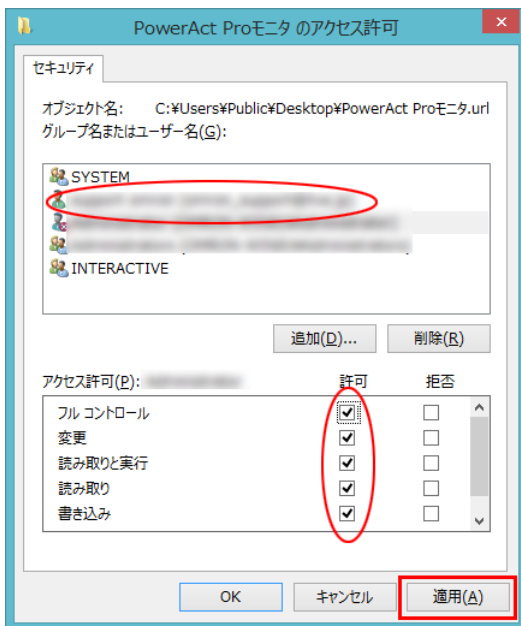 PowerAct Proモニタ のアクセス許可
セキュリティ
オブジェクト名: C:¥Users¥Public¥Desktop¥PowerAct Proモニタ.url
グループ名またはユーザー名(G):
SYSTEM
INTERACTIVE
追加(D)... 削除(R)
アクセス許可(P): 許可 拒否
フル コントロール
変更
読み取りと実行
読み取り
書き込み
OK キャンセル 適用(A)